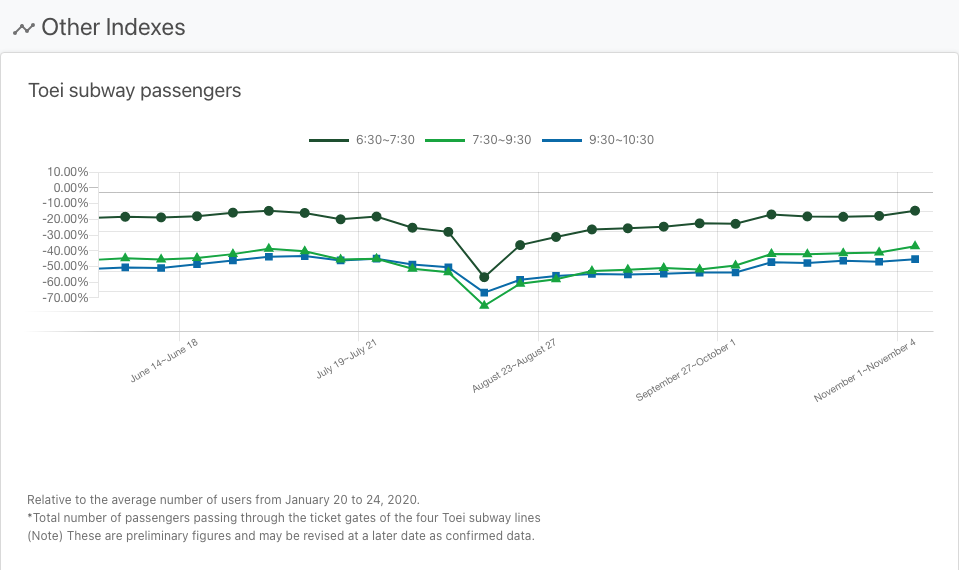 Other Indexes
Toei subway passengers
6:30~7:30
7:30~9:30
9:30~10:30
10.00%
0.00%
-10.00%
-20.00%
-30.00%
-40.00%
-50.00%
-60.00%
-70.00%
June 14~June 18
July 19~July 21
August 23~August 27
September 27~October 1
November 1~November 4
Relative to the average number of users from January 20 to 24, 2020.
*Total number of passengers passing through the ticket gates of the four Toei subway lines
(Note) These are preliminary figures and may be revised at a later date as confirmed data.